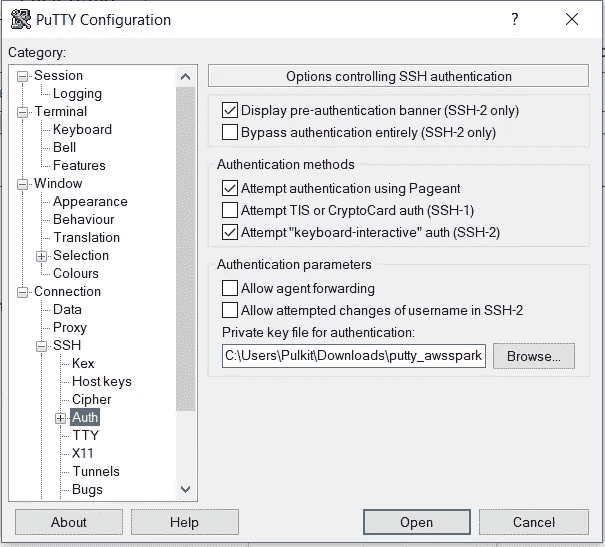 PuTTY Configuration
?
Category:
Session
Logging
Terminal
Keyboard
Bell
Features
Window
Appearance
Behaviour
Translation
Selection
Colours
Connection
Data
Proxy
SSH
Kex
Host keys
Cipher
Auth
TTY
X11
Tunnels
Bugs
Options controlling SSH authentication
Display pre-authentication banner (SSH-2 only)
Bypass authentication entirely (SSH-2 only)
Authentication methods
Attempt authentication using Pageant
Attempt TIS or CryptoCard auth (SSH-1)
Attempt "keyboard-interactive" auth (SSH-2)
Authentication parameters
Allow agent forwarding
Allow attempted changes of username in SSH-2
Private key file for authentication:
C:\Users\Pulkit\Downloads\putty_awsspark
Browse...
About
Help
Open
Cancel